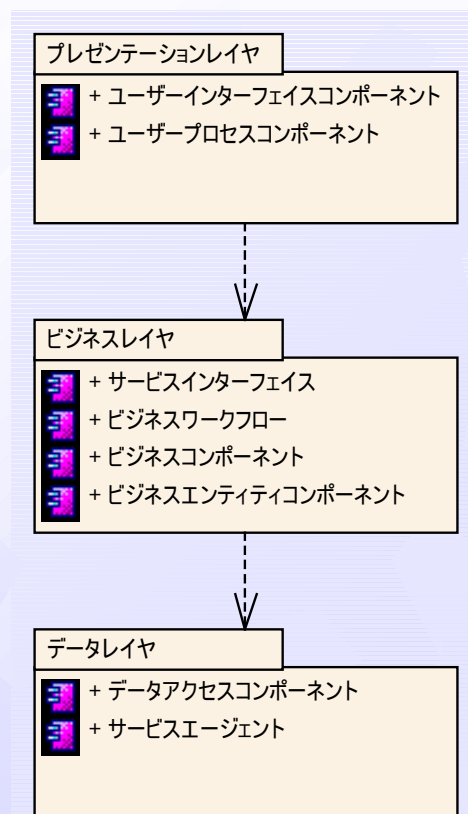 プレゼンテーションレイヤ
+ ユーザーインターフェイスコンポーネント
+ ユーザープロセスコンポーネント
ビジネスレイヤ
+ サービスインターフェイス
+ ビジネスワークフロー
+ ビジネスコンポーネント
+ ビジネスエンティティコンポーネント
データレイヤ
+ データアクセスコンポーネント
+ サービスエージェント